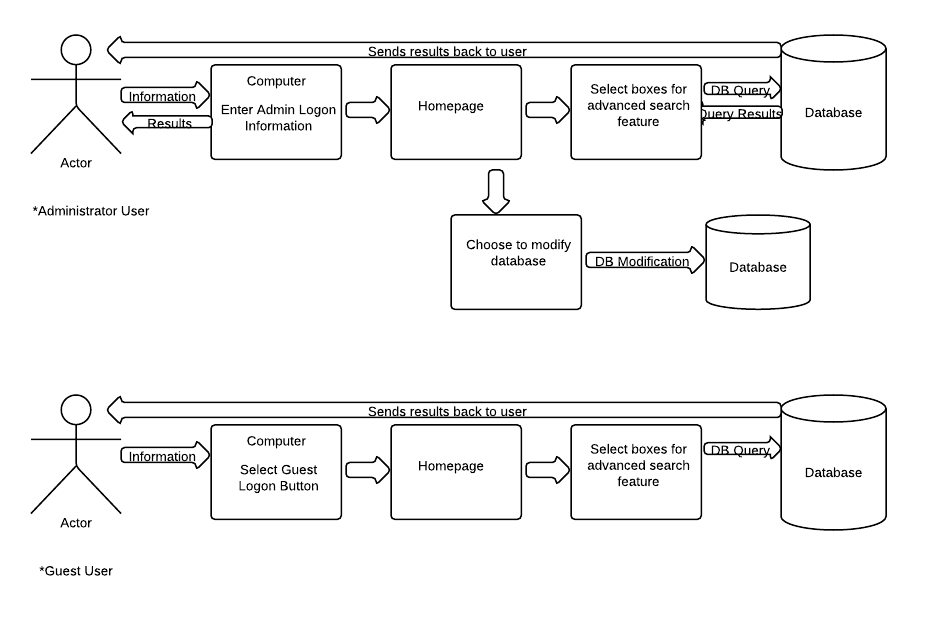 Sends results back to user
Information
Results
Computer
Enter Admin Logon
Information
Homepage
Select boxes for
advanced search
feature
DB Query
Query Results
Database
Actor
*Administrator User
Choose to modify
database
DB Modification
Database
Sends results back to user
Information
Computer
Select Guest
Logon Button
Homepage
Select boxes for
advanced search
feature
DB Query
Database
Actor
*Guest User